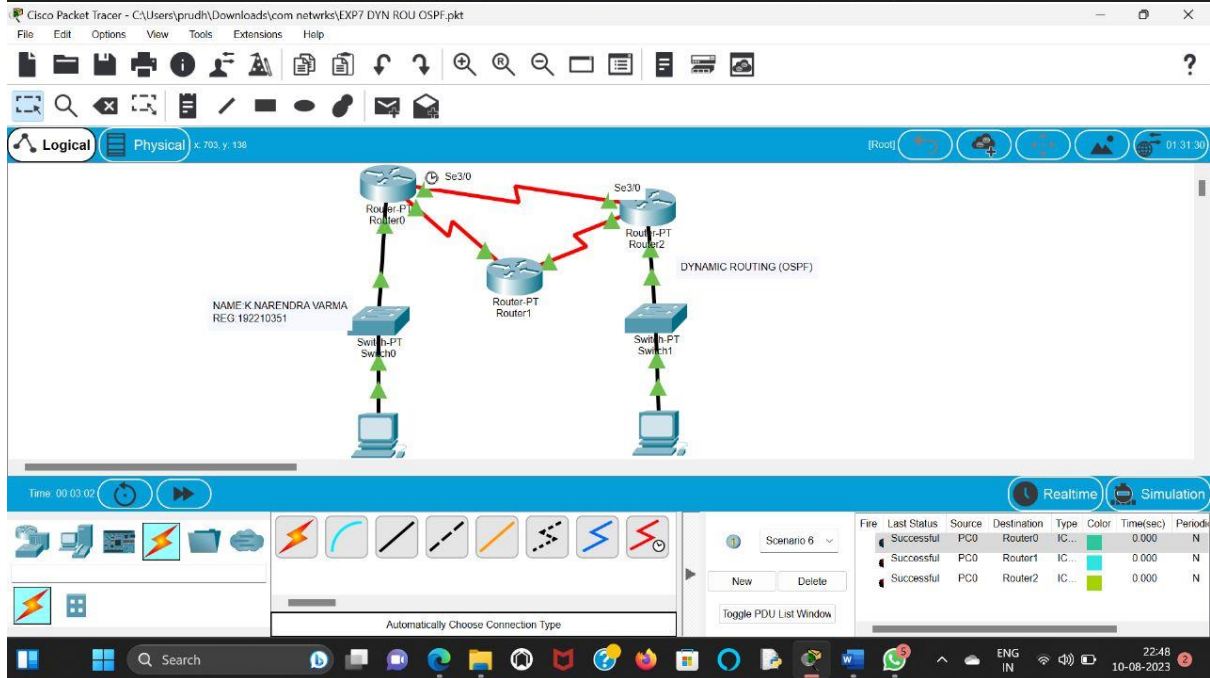 Cisco Packet Tracer - C:\Users\prudh\Downloads\com netwrks\EXP7 DYN ROU OSPF.pkt
File Edit Options View Tools Extensions Help
?
Logical Physical x: 703, y: 136 [Root] 01:31:30
Se3/0
Router-PT
Router0
Se3/0
Router-PT
Router2
DYNAMIC ROUTING (OSPF)
Router-PT
Router1
NAME:K.NARENDRA VARMA
REG:192210351
Switch-PT
Switch0
Switch-PT
Switch1
Time: 00:03:02 Realtime Simulation
Scenario 6
New Delete
Toggle PDU List Window
Automatically Choose Connection Type
Fire Last Status Source Destination Type Color Time(sec) Periodi
Successful PC0 Router0 IC... 0.000 N
Successful PC0 Router1 IC... 0.000 N
Successful PC0 Router2 IC... 0.000 N
Search
5
ENG
IN
22:48
10-08-2023
2